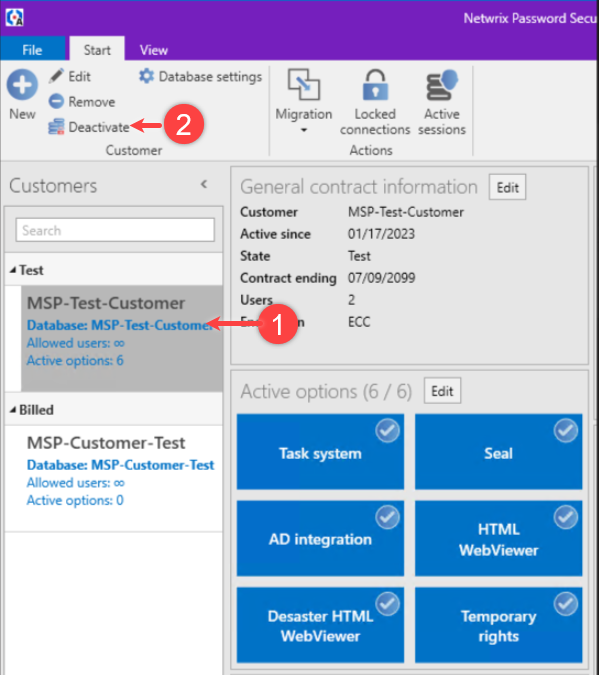 Netwrix Password Secu
File Start View
New
Edit
Remove
Deactivate
2
Database settings
Customer
Migration
Locked connections
Active sessions
Actions
Customers
Search
Test
MSP-Test-Customer
Database: MSP-Test-Customer
1
Allowed users: ∞
Active options: 6
Billed
MSP-Customer-Test
Database: MSP-Customer-Test
Allowed users: ∞
Active options: 0
General contract information Edit
Customer MSP-Test-Customer
Active since 01/17/2023
State Test
Contract ending 07/09/2099
Users 2
ECC
Active options (6 / 6) Edit
Task system
Seal
AD integration
HTML
WebViewer
Desaster HTML
WebViewer
Temporary
rights